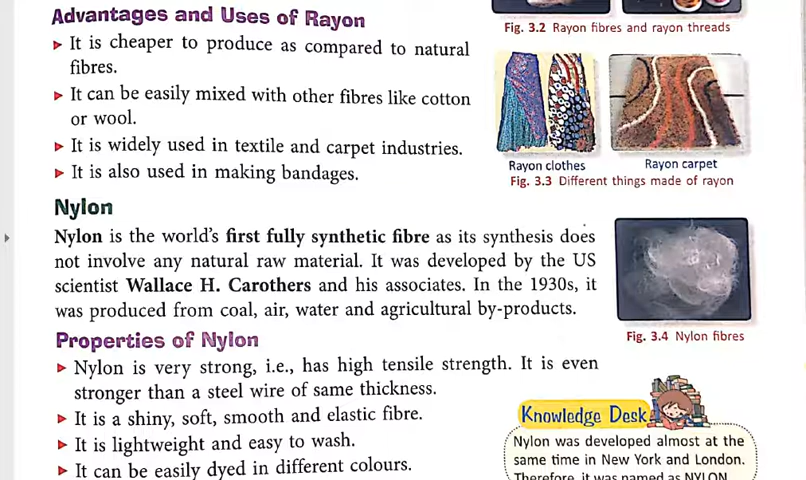 Advantages and Uses of Rayon
It is cheaper to produce as compared to natural
fibres.
It can be easily mixed with other fibres like cotton
or wool.
It is widely used in textile and carpet industries.
It is also used in making bandages.
Fig. 3.2 Rayon fibres and rayon threads
Rayon clothes
Rayon carpet
Fig. 3.3 Different things made of rayon
Nylon
Nylon is the world's first fully synthetic fibre as its synthesis does
not involve any natural raw material. It was developed by the US
scientist Wallace H. Carothers and his associates. In the 1930s, it
was produced from coal, air, water and agricultural by-products.
Fig. 3.4 Nylon fibres
Properties of Nylon
Nylon is very strong, i.e., has high tensile strength. It is even
stronger than a steel wire of same thickness.
It is a shiny, soft, smooth and elastic fibre.
It is lightweight and easy to wash.
It can be easily dyed in different colours.
Knowledge Desk
Nylon was developed almost at the
same time in New York and London.
Therefore, it was named as NYLON